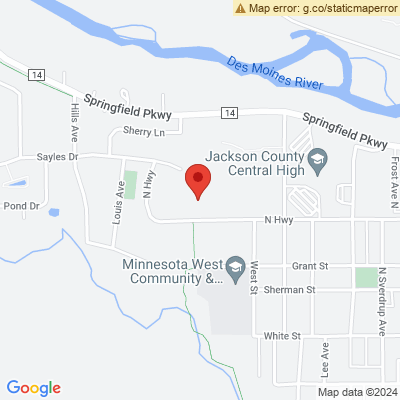 Map error: g.co/staticmaperror
Des Moines River
14
Springfield Pkwy
14
Springfield Pkwy
Hills Ave
Sherry Ln
Sayles Dr
Jackson County
Central High
Frost Ave N
N Hwy
Louis Ave
Pond Dr
N Hwy
Minnesota West
Community &...
West St
Grant St
Sherman St
N Sverdrup Ave
White St
Lee Ave
Google
Map data ©2024